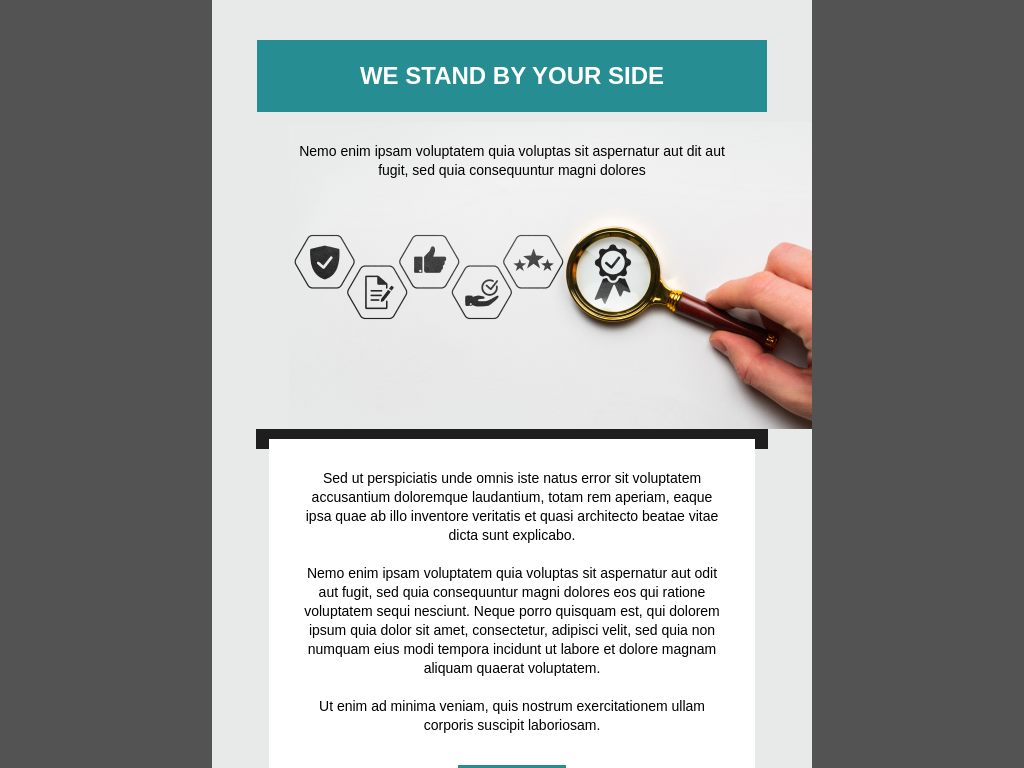 WE STAND BY YOUR SIDE
Nemo enim ipsam voluptatem quia voluptas sit aspernatur aut dit aut
fugit, sed quia consequuntur magni dolores
Sed ut perspiciatis unde omnis iste natus error sit voluptatem
accusantium doloremque laudantium, totam rem aperiam, eaque
ipsa quae ab illo inventore veritatis et quasi architecto beatae vitae
dicta sunt explicabo.
Nemo enim ipsam voluptatem quia voluptas sit aspernatur aut odit
aut fugit, sed quia consequuntur magni dolores eos qui ratione
voluptatem sequi nesciunt. Neque porro quisquam est, qui dolorem
ipsum quia dolor sit amet, consectetur, adipisci velit, sed quia non
numquam eius modi tempora incidunt ut labore et dolore magnam
aliquam quaerat voluptatem.
Ut enim ad minima veniam, quis nostrum exercitationem ullam
corporis suscipit laboriosam.